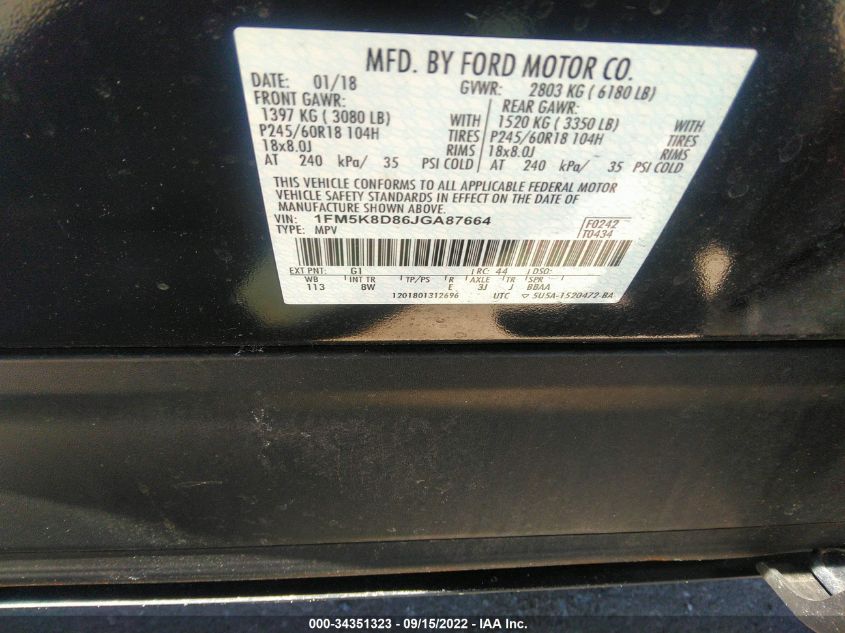 MFD. BY FORD MOTOR CO.
DATE: 01/18 GVWR: 2803 KG ( 6180 LB)
FRONT GAWR: REAR GAWR:
1397 KG ( 3080 LB) WITH 1520 KG ( 3350 LB) WITH
P245/60R18 104H TIRES P245/60R18 104H TIRES
18x8.0J RIMS 18x8.0J RIMS
AT 240 kPa/ 35 PSI COLD AT 240 kPa/ 35 PSI COLD
THIS VEHICLE CONFORMS TO ALL APPLICABLE FEDERAL MOTOR
VEHICLE SAFETY STANDARDS IN EFFECT ON THE DATE OF
MANUFACTURE SHOWN ABOVE.
VIN: 1FM5K8D86JGA87664 F0242
TYPE: MPV T0434
EXT PNT: G1 RC: 44 DSO:
WB INT TR TP/PS R AXLE TR SPR
113 8W E 3J J BBAA
1201801312696 UTC ▽ 5U5A-1520472-BA
000-34351323 - 09/15/2022 - IAA Inc.